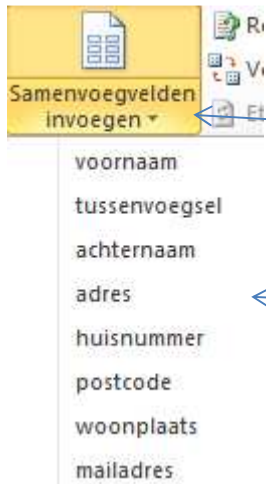 Samenvoegvelden
invoegen
voornaam
tussenvoegsel
achternaam
adres
huisnummer
postcode
woonplaats
mailadres